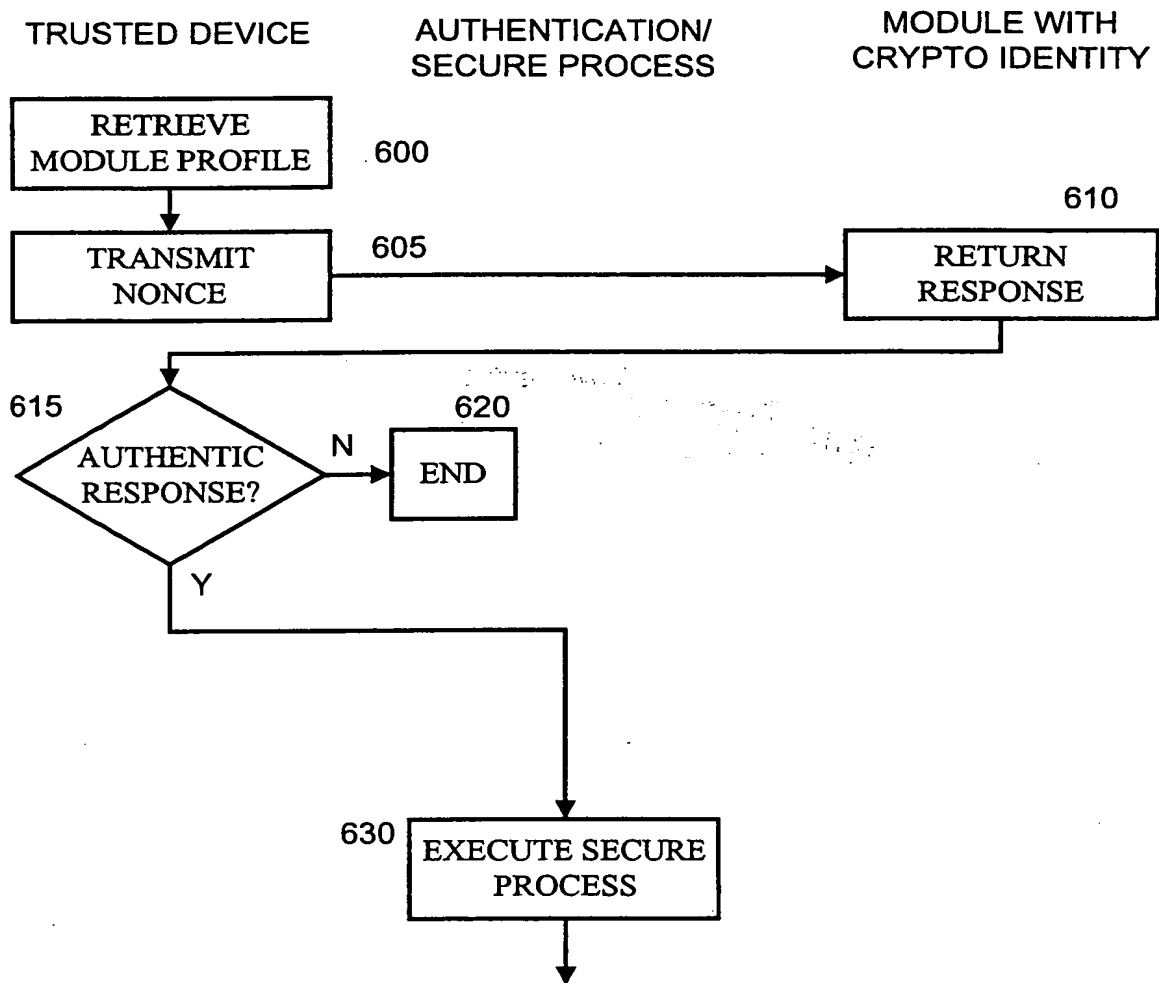 TRUSTED DEVICE
AUTHENTICATION/
SECURE PROCESS
MODULE WITH
CRYPTO IDENTITY
RETRIEVE
MODULE PROFILE
600
TRANSMIT
NONCE
605
610
RETURN
RESPONSE
615
AUTHENTIC
RESPONSE?
N
620
END
Y
630
EXECUTE SECURE
PROCESS